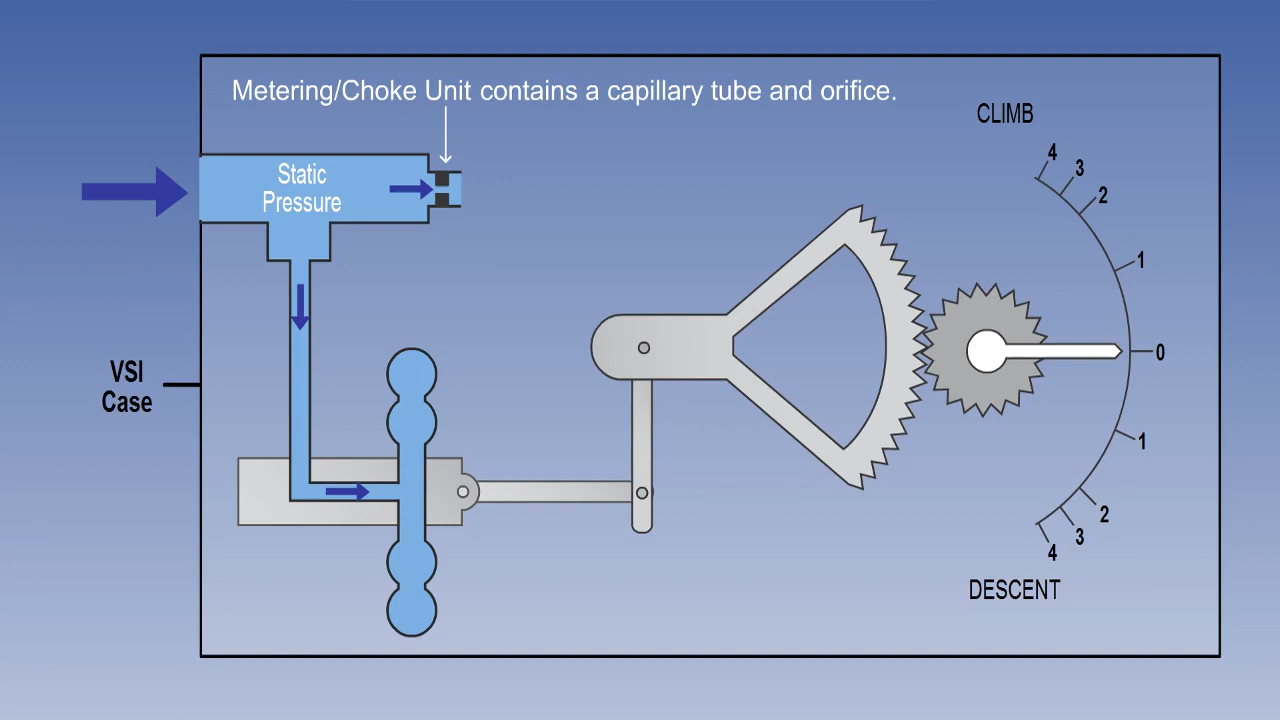 Metering/Choke Unit contains a capillary tube and orifice.
CLIMB
Static
Pressure
4
3
2
1
0
1
2
3
4
VSI
Case
DESCENT